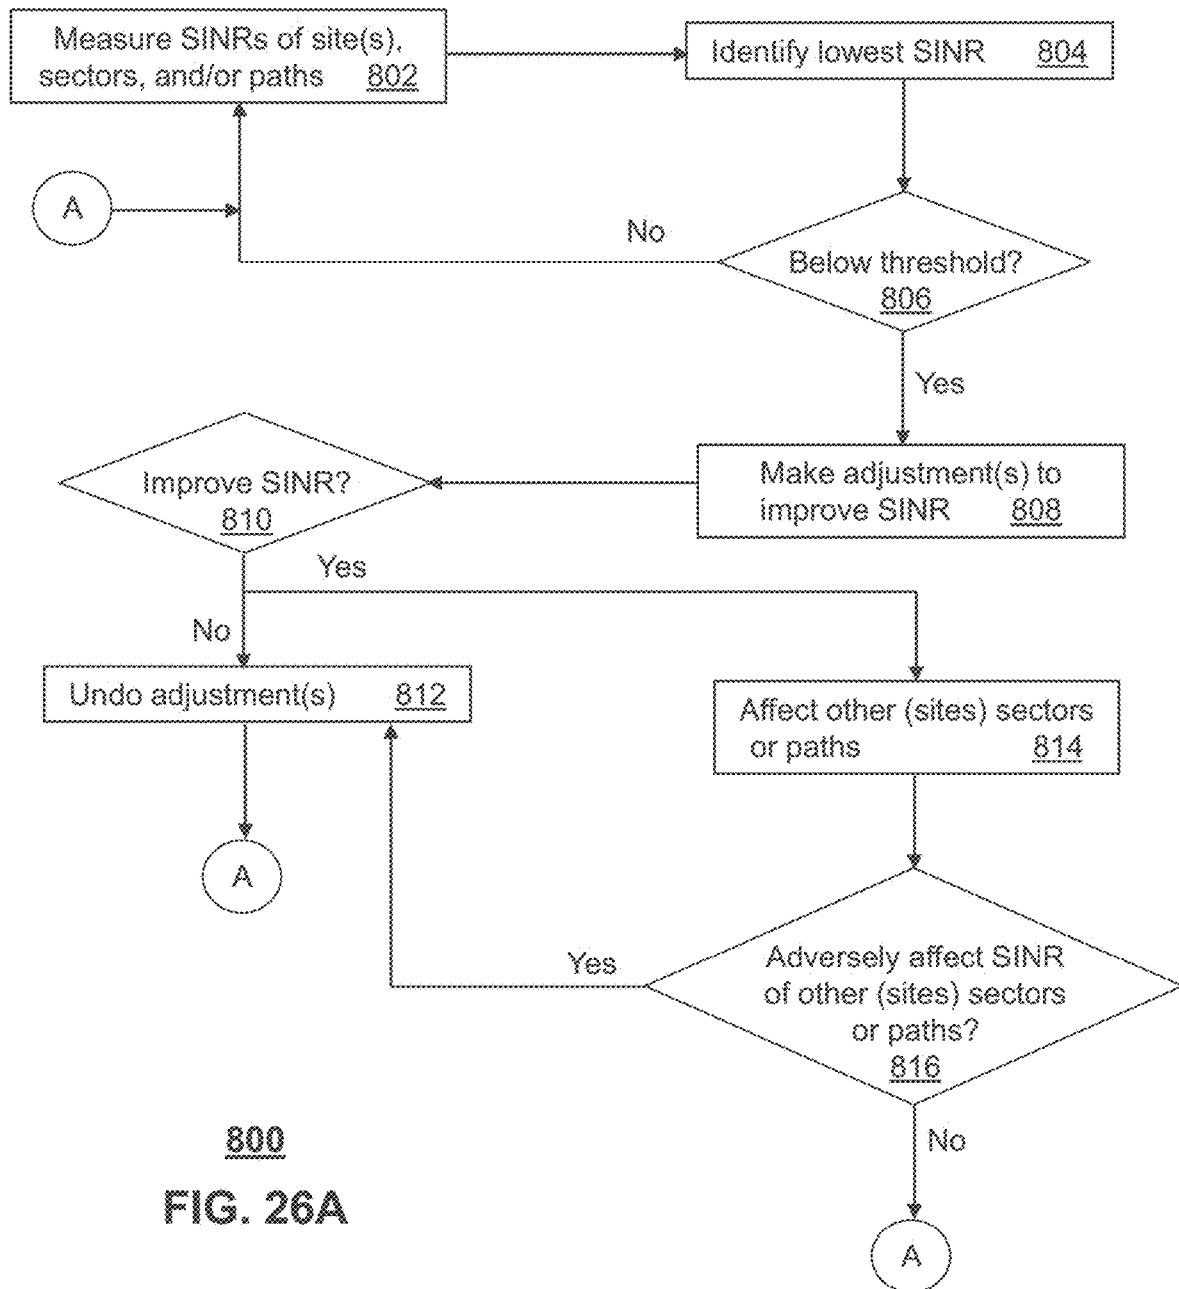 Measure SINRs of site(s),
sectors, and/or paths 802
Identify lowest SINR 804
A
No
Below threshold?
806
Yes
Improve SINR?
810
Make adjustment(s) to
improve SINR 808
Yes
No
Undo adjustment(s) 812
Affect other (sites) sectors
or paths 814
A
Yes
Adversely affect SINR
of other (sites) sectors
or paths?
816
800
No
FIG. 26A
A